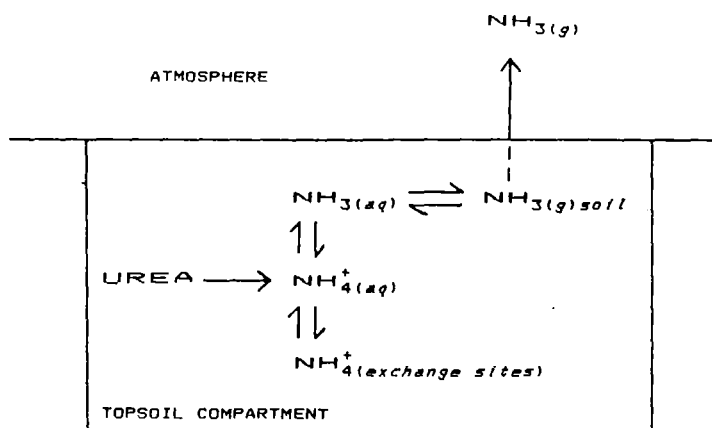 NH3(g)
ATMOSPHERE
NH3(aq) ⇌ NH3(g)soil
UREA → NH4+(aq)
NH4+(exchange sites)
TOPSOIL COMPARTMENT